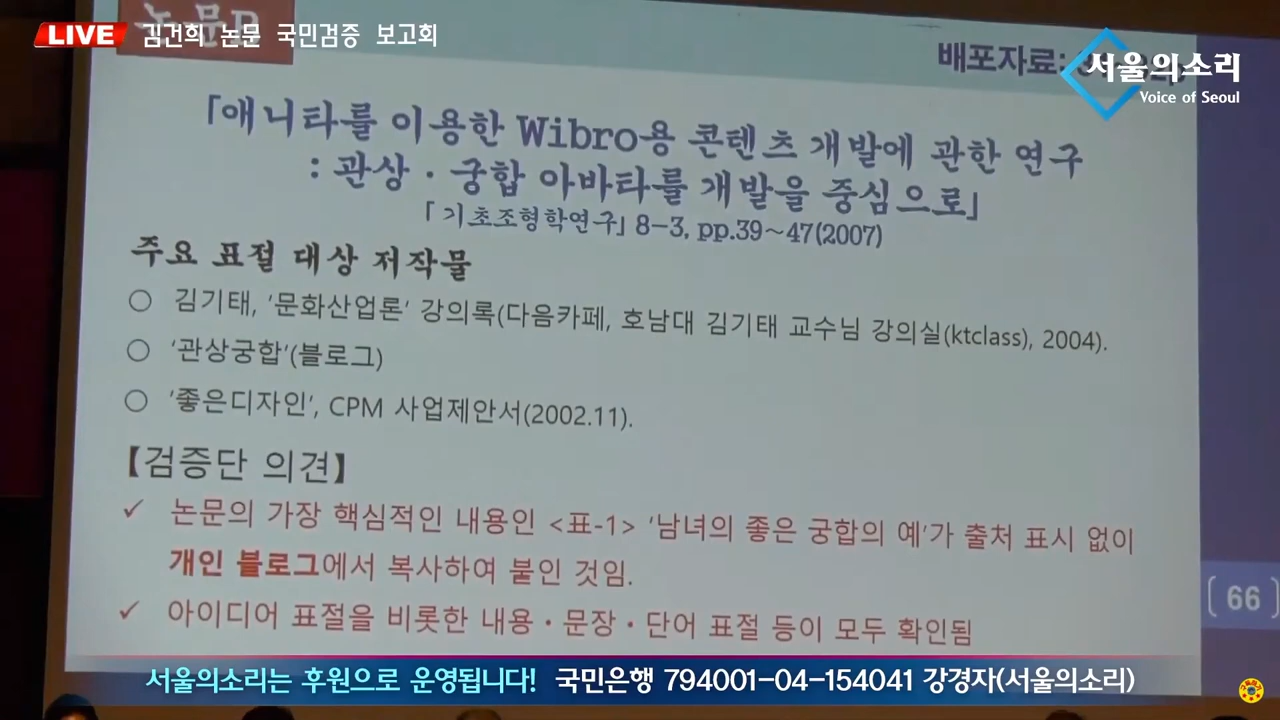 LIVE 김건희 논문 국민검증 보고회
논문B
배포자료:
서울의소리
Voice of Seoul
「애니타를 이용한 Wibro용 콘텐츠 개발에 관한 연구
: 관상·궁합 아바타를 개발을 중심으로」
「기초조형학연구」 8-3, pp.39~47(2007)
주요 표절 대상 저작물
○ 김기태, '문화산업론' 강의록(다음카페, 호남대 김기태 교수님 강의실(ktclass), 2004).
○ '관상궁합'(블로그)
○ '좋은디자인', CPM 사업제안서(2002.11).
【검증단 의견】
✓ 논문의 가장 핵심적인 내용인 <표-1> '남녀의 좋은 궁합의 예'가 출처 표시 없이
개인 블로그에서 복사하여 붙인 것임.
✓ 아이디어 표절을 비롯한 내용·문장·단어 표절 등이 모두 확인됨
[66]
서울의소리는 후원으로 운영됩니다! 국민은행 794001-04-154041 강경자(서울의소리)